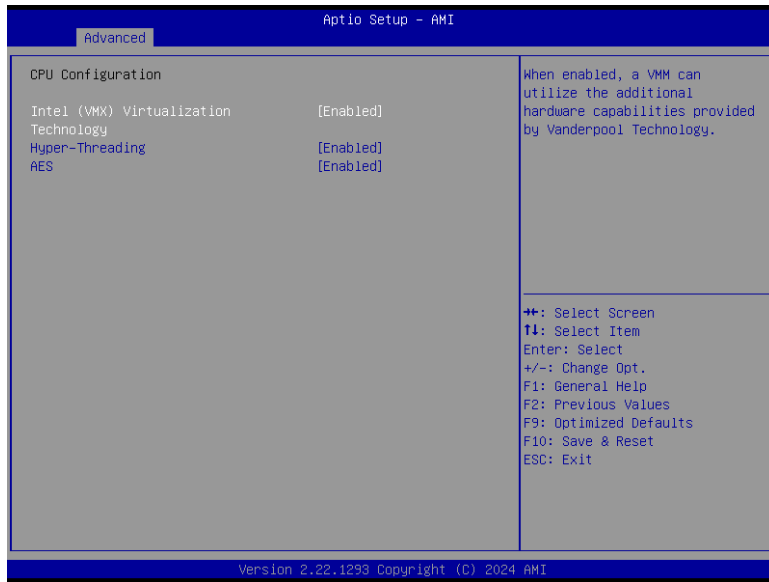 Aptio Setup - AMI
Advanced
CPU Configuration
Intel (VMX) Virtualization [Enabled]
Technology
Hyper-Threading [Enabled]
AES [Enabled]
When enabled, a VMM can
utilize the additional
hardware capabilities provided
by Vanderpool Technology.
→←: Select Screen
↑↓: Select Item
Enter: Select
+/-: Change Opt.
F1: General Help
F2: Previous Values
F9: Optimized Defaults
F10: Save & Reset
ESC: Exit
Version 2.22.1293 Copyright (C) 2024 AMI